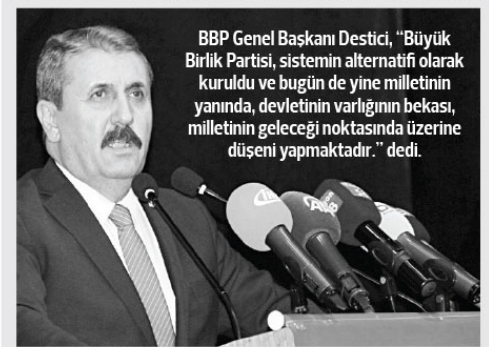 BBP Genel Başkanı Destici, “Büyük
Birlik Partisi, sistemin alternatifi olarak
kuruldu ve bugün de yine milletinin
yanında, devletinin varlığının bekası,
milletinin geleceği noktasında üzerine
düşeni yapmaktadır.” dedi.